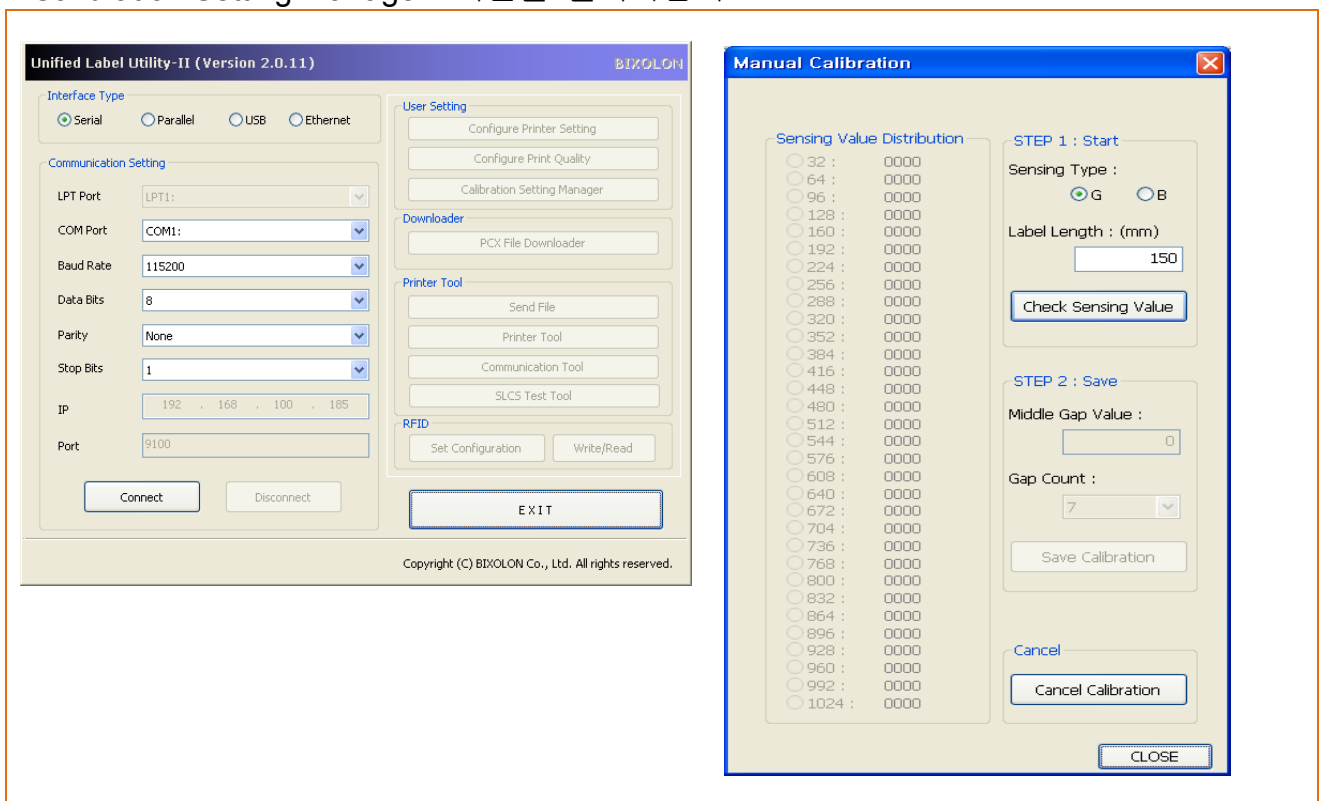 Unified Label Utility-II (Version 2.0.11)
BIXOLON
Interface Type
Serial Parallel USB Ethernet
Communication Setting
LPT Port LPT1:
COM Port COM1:
Baud Rate 115200
Data Bits 8
Parity None
Stop Bits 1
IP 192 . 168 . 100 . 185
Port 9100
Connect Disconnect
User Setting
Configure Printer Setting
Configure Print Quality
Calibration Setting Manager
Downloader
PCX File Downloader
Printer Tool
Send File
Printer Tool
Communication Tool
SLCS Test Tool
RFID
Set Configuration Write/Read
EXIT
Copyright (C) BIXOLON Co., Ltd. All rights reserved.
Manual Calibration
Sensing Value Distribution
32 : 0000
64 : 0000
96 : 0000
128 : 0000
160 : 0000
192 : 0000
224 : 0000
256 : 0000
288 : 0000
320 : 0000
352 : 0000
384 : 0000
416 : 0000
448 : 0000
480 : 0000
512 : 0000
544 : 0000
576 : 0000
608 : 0000
640 : 0000
672 : 0000
704 : 0000
736 : 0000
768 : 0000
800 : 0000
832 : 0000
864 : 0000
896 : 0000
928 : 0000
960 : 0000
992 : 0000
1024 : 0000
STEP 1 : Start
Sensing Type :
G B
Label Length : (mm)
150
Check Sensing Value
STEP 2 : Save
Middle Gap Value :
0
Gap Count :
7
Save Calibration
Cancel
Cancel Calibration
CLOSE